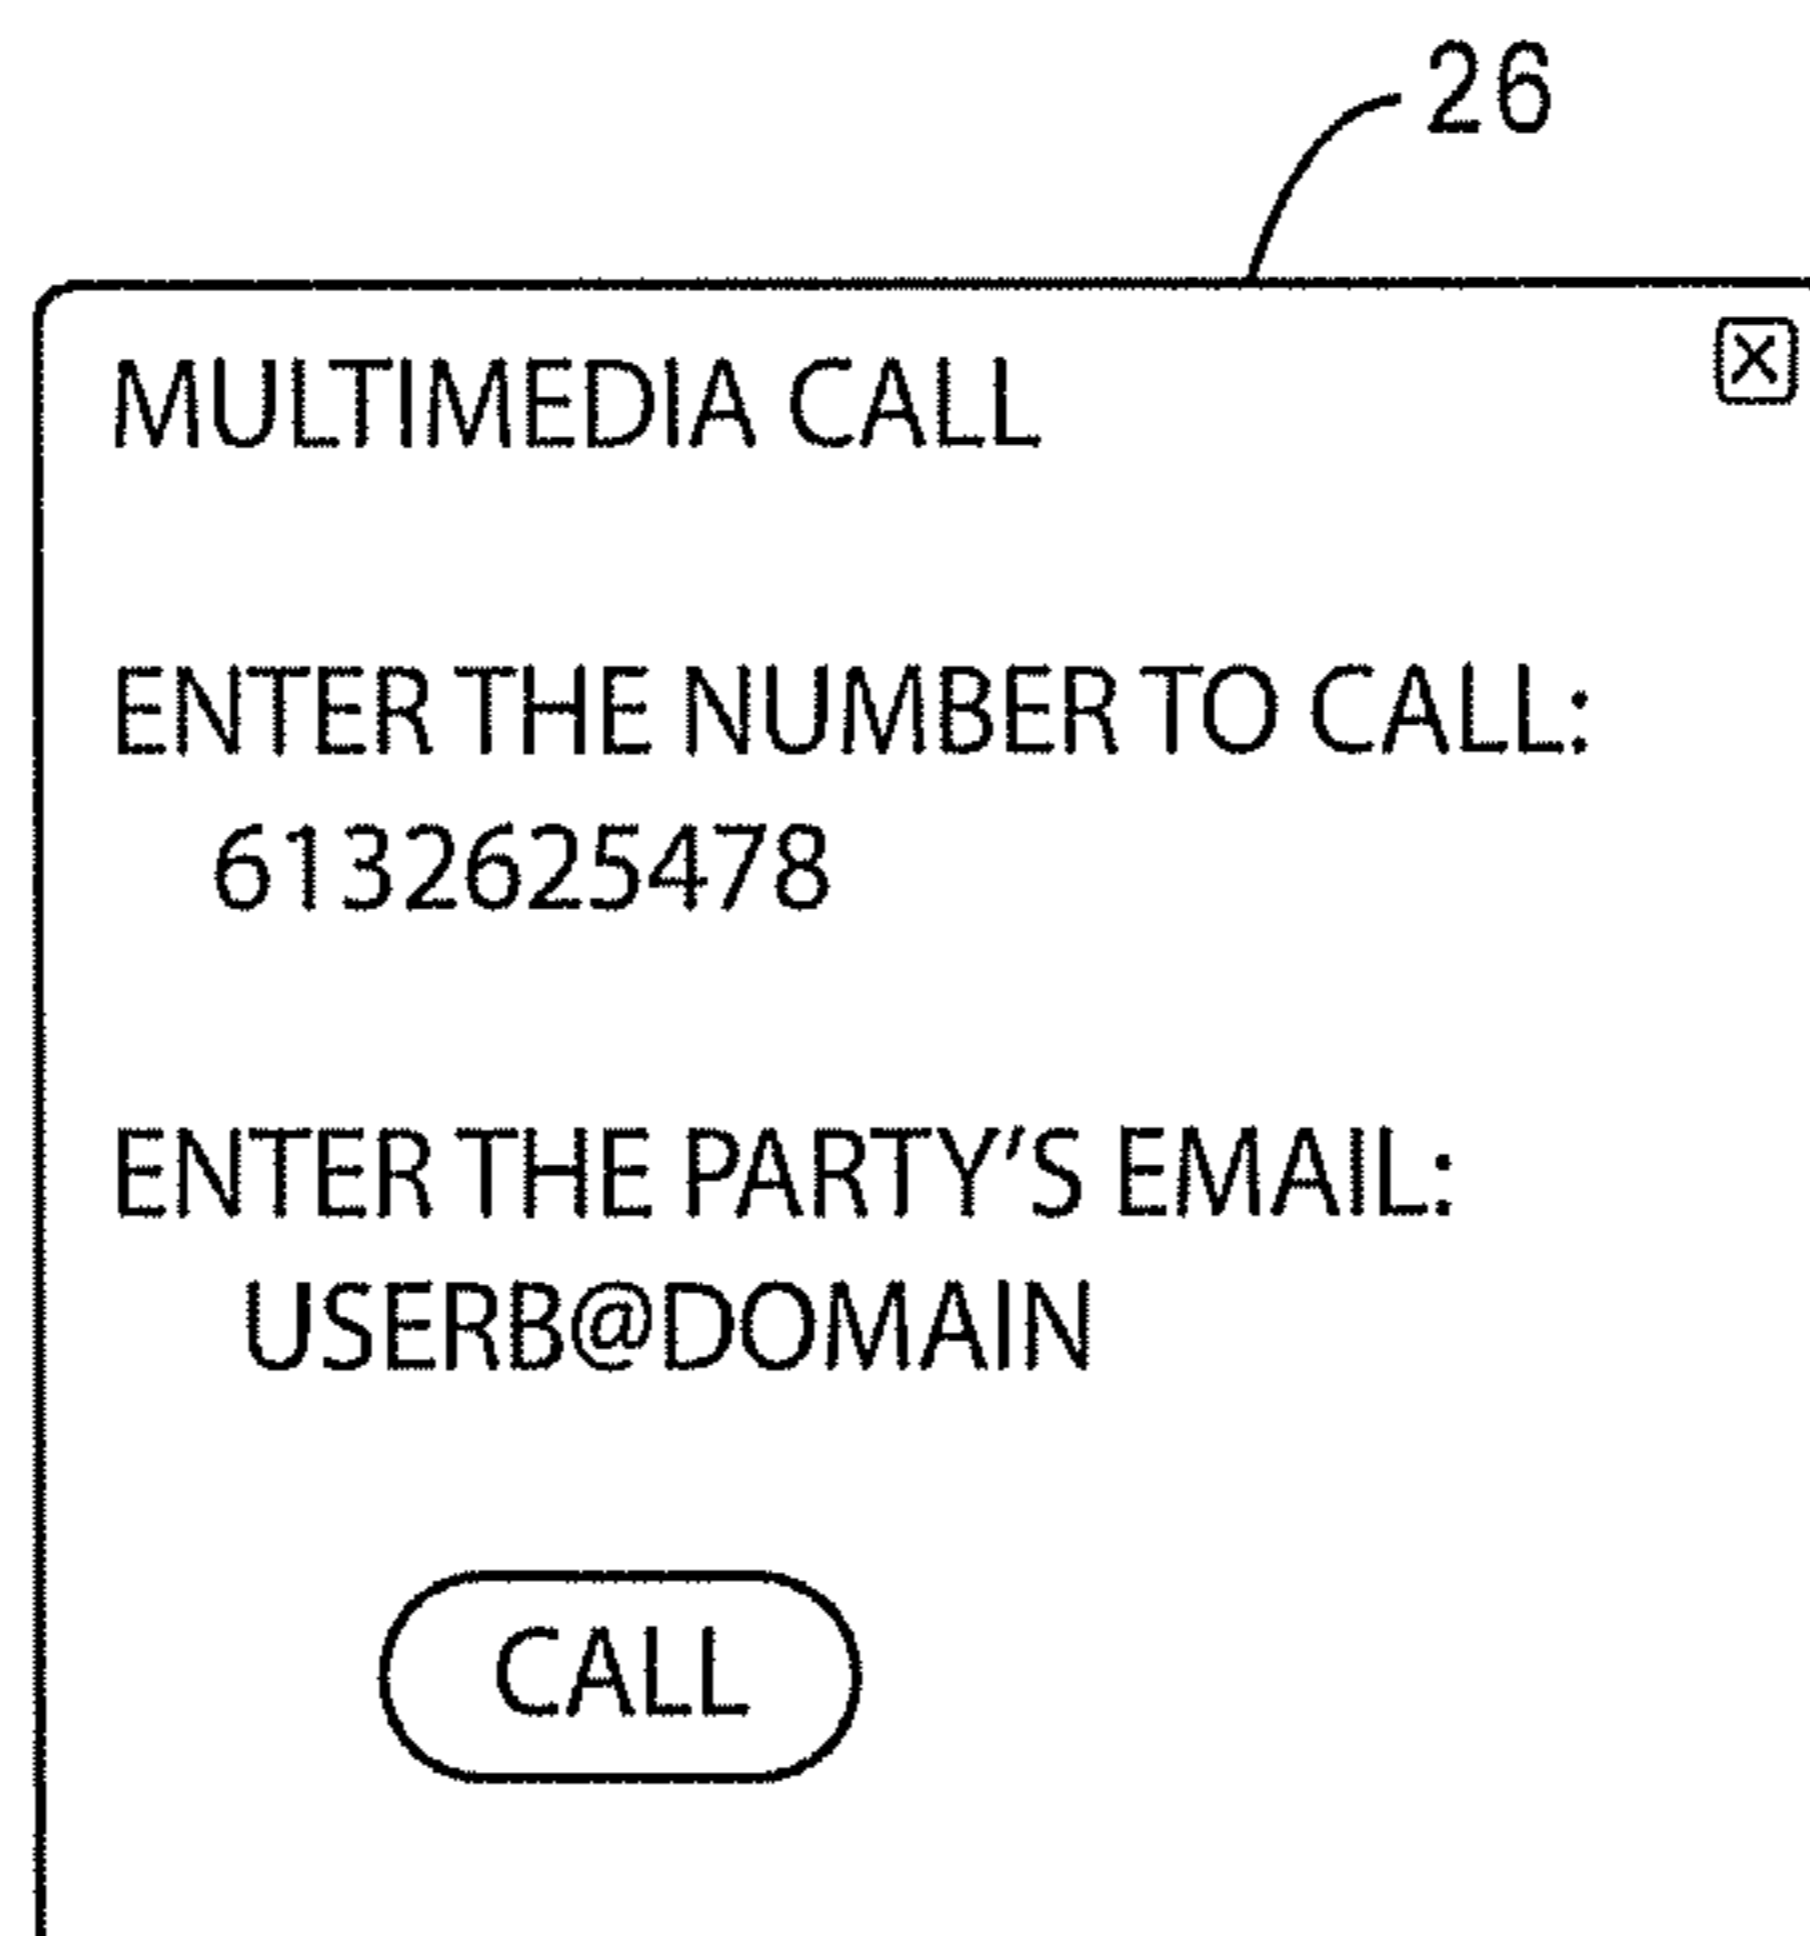 26
MULTIMEDIA CALL
X
ENTER THE NUMBER TO CALL:
6132625478
ENTER THE PARTY'S EMAIL:
USERB@DOMAIN
CALL